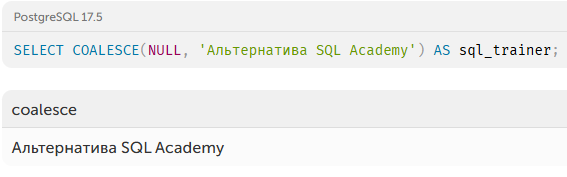 PostgreSQL 17.5
SELECT COALESCE(NULL, 'Альтернатива SQL Academy') AS sql_trainer;
coalesce
Альтернатива SQL Academy